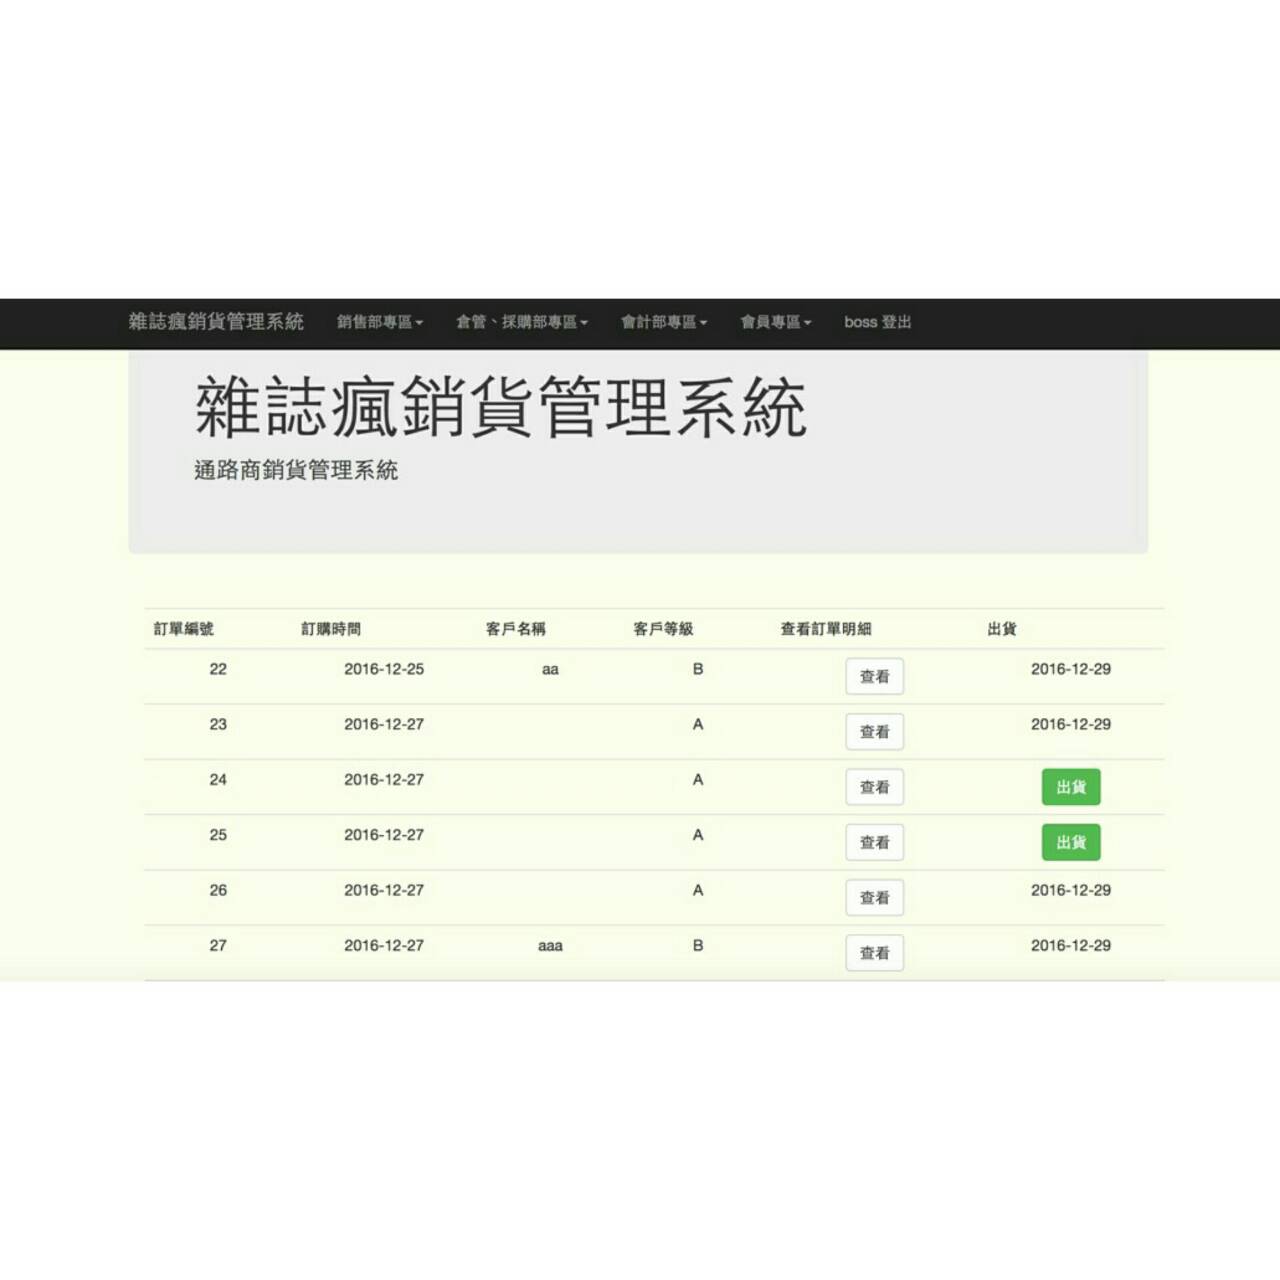 雜誌瘋銷貨管理系統 銷售部專區 倉管、採購部專區 會計部專區 會員專區 boss 登出
雜誌瘋銷貨管理系統
通路商銷貨管理系統
訂單編號 訂購時間 客戶名稱 客戶等級 查看訂單明細 出貨
22 2016-12-25 aa B 查看 2016-12-29
23 2016-12-27 A 查看 2016-12-29
24 2016-12-27 A 查看 出貨
25 2016-12-27 A 查看 出貨
26 2016-12-27 A 查看 2016-12-29
27 2016-12-27 aaa B 查看 2016-12-29